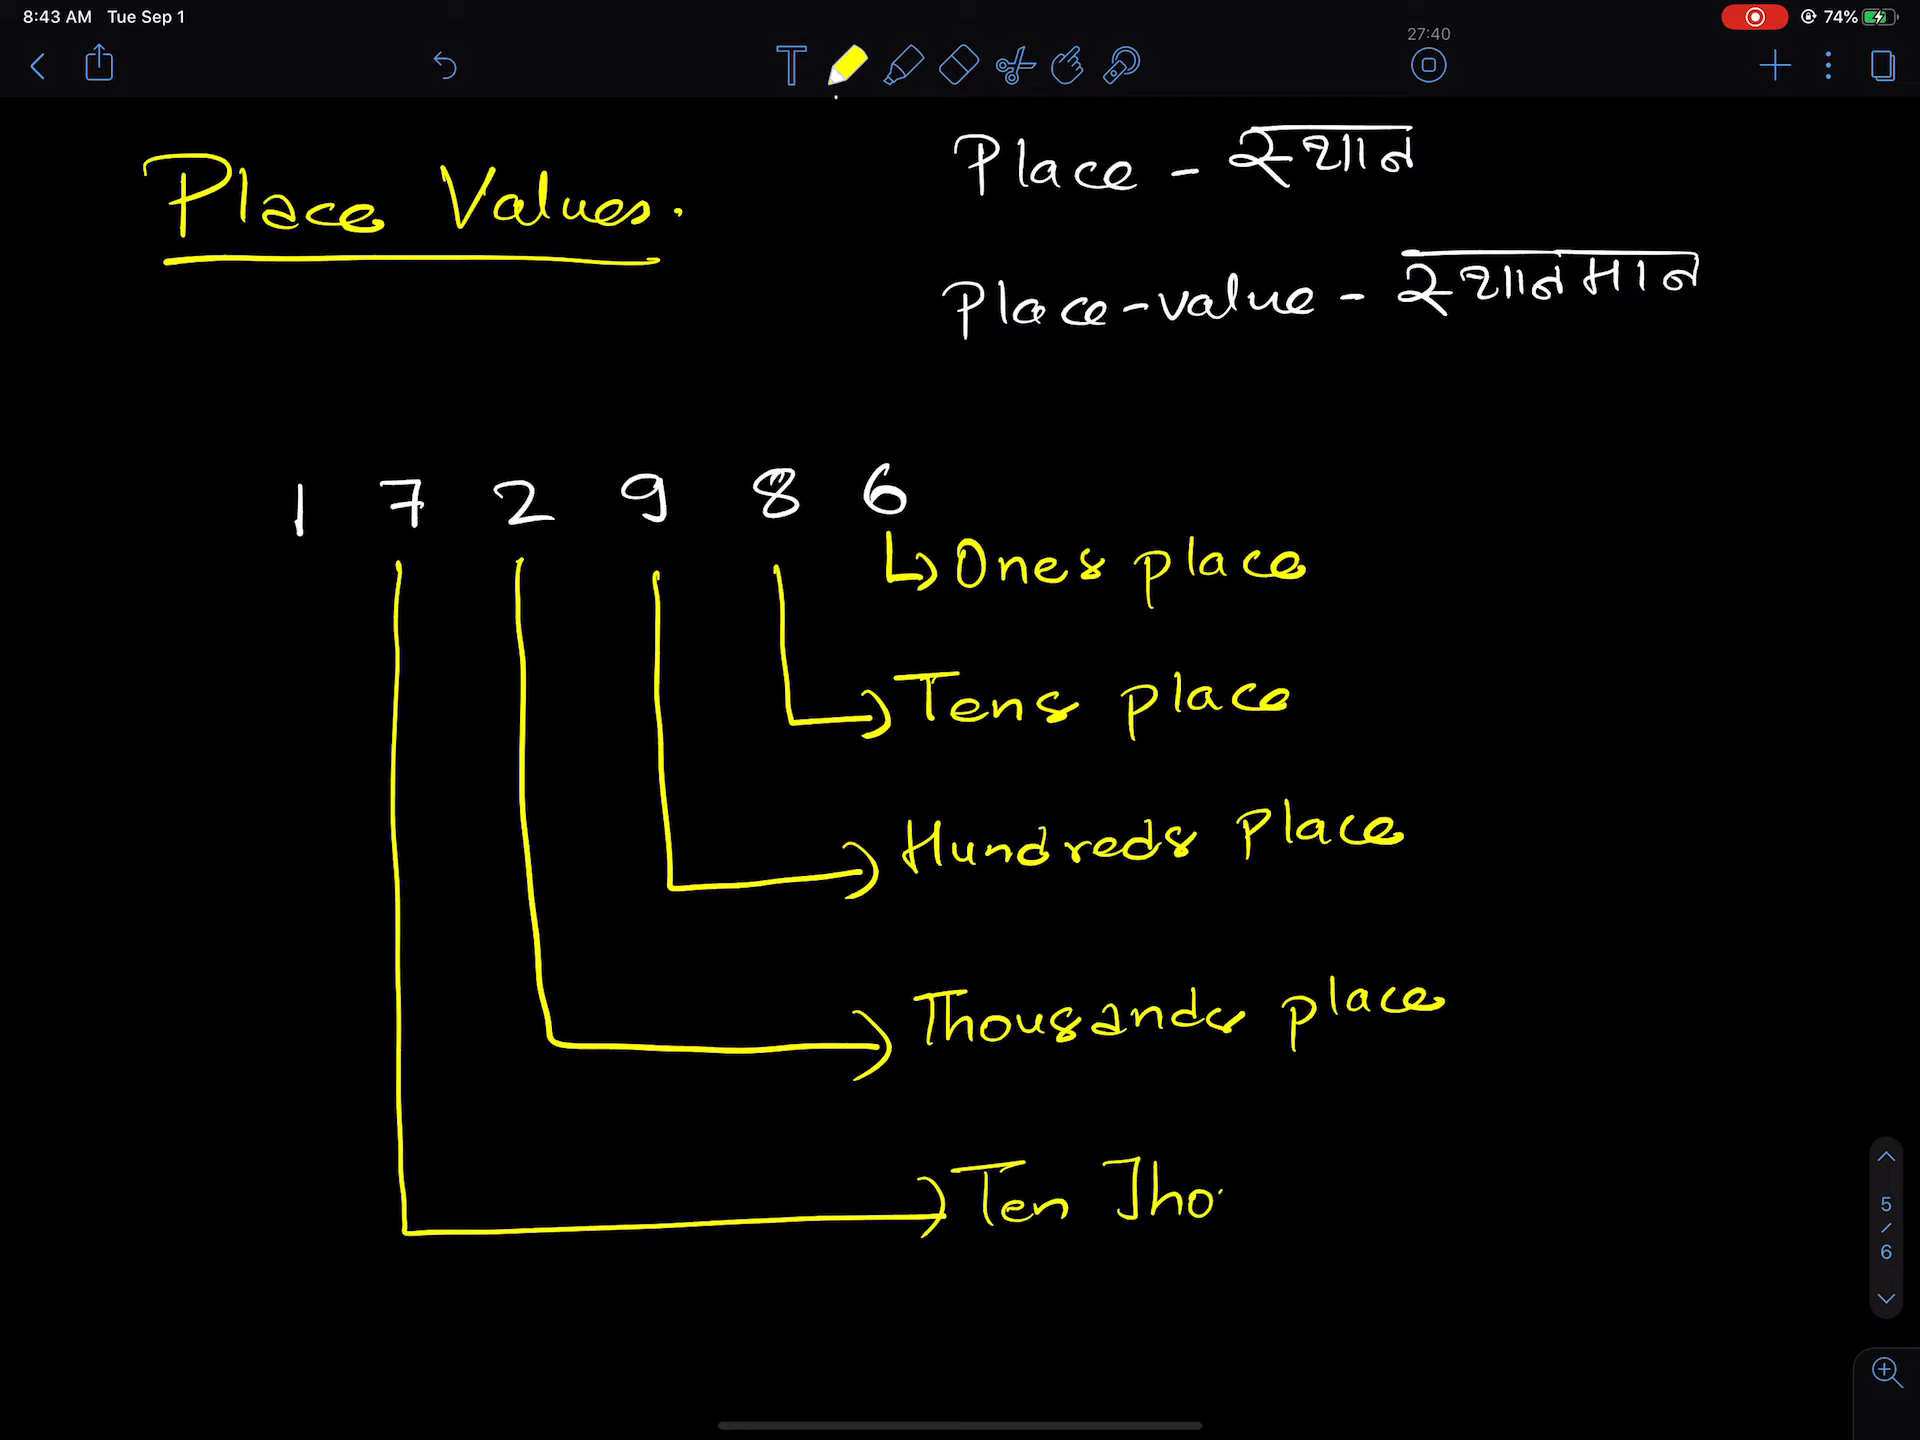 8:43 AM Tue Sep 1
74%
27:40
Place Values.
Place - स्थान
Place-value - स्थानमान
1 7 2 9 8 6
Ones place
Tens place
Hundreds place
Thousands place
Ten Tho
5
/
6